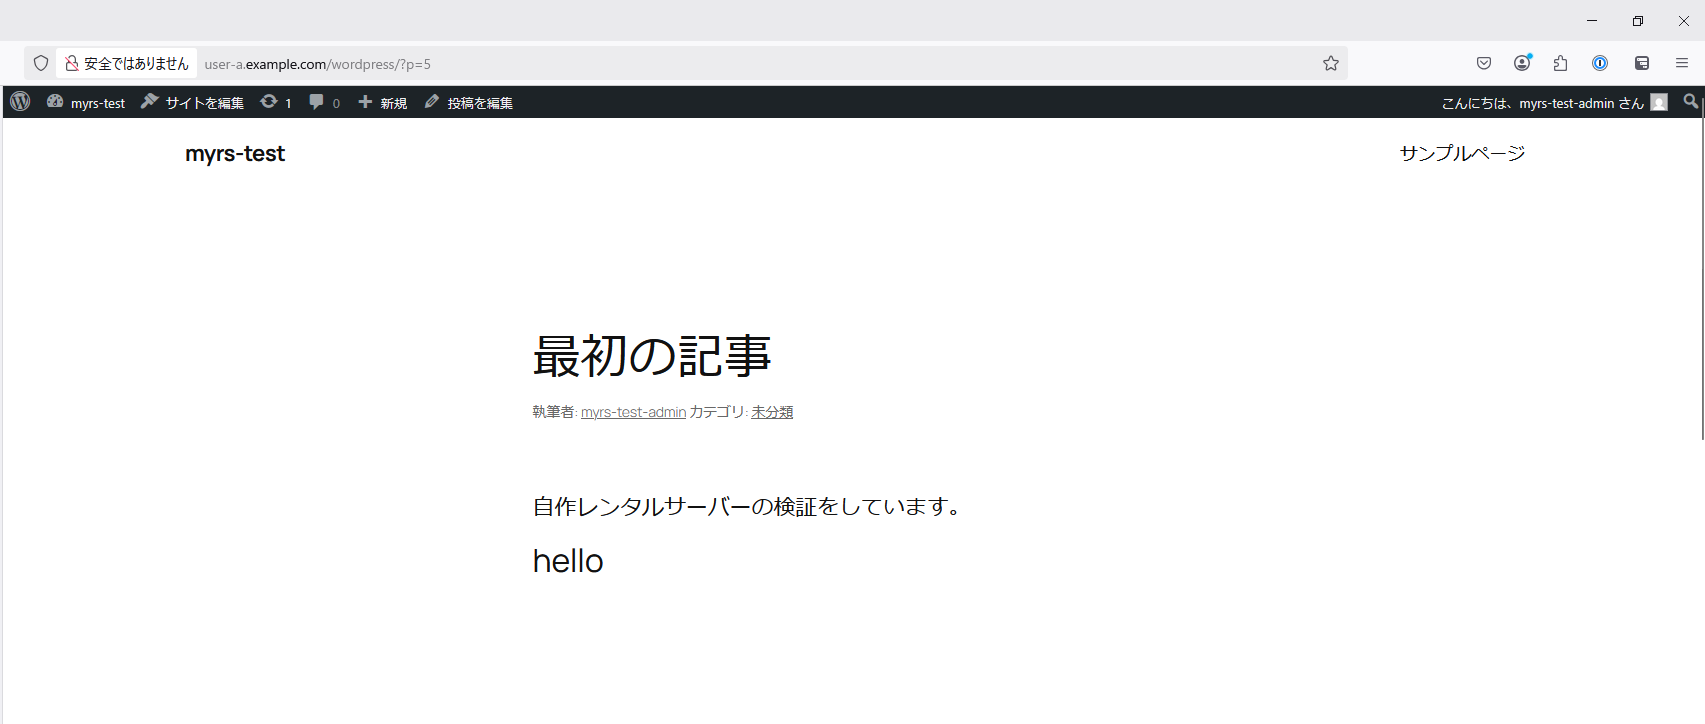 安全ではありません user-a.example.com/wordpress/?p=5
myrs-test サイトを編集 1 0 新規 投稿を編集 こんにちは、myrs-test-admin さん
myrs-test サンプルページ
最初の記事
執筆者: myrs-test-admin カテゴリ: 未分類
自作レンタルサーバーの検証をしています。
hello